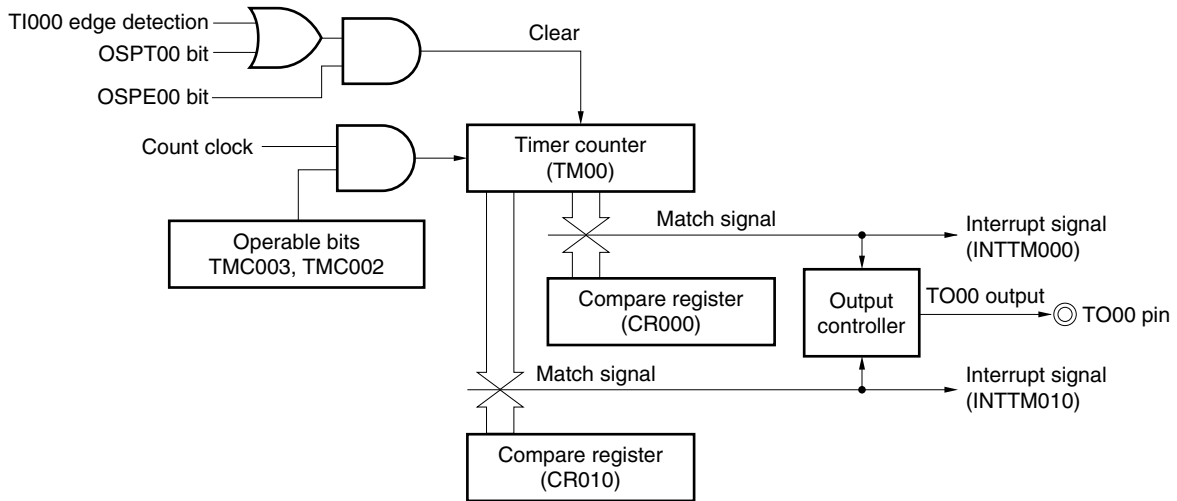 TI000 edge detection
OSPT00 bit
OSPE00 bit
Clear
Count clock
Timer counter
(TM00)
Operable bits
TMC003, TMC002
Match signal
Interrupt signal
(INTTM000)
Compare register
(CR000)
Output
controller
TO00 output
TO00 pin
Match signal
Interrupt signal
(INTTM010)
Compare register
(CR010)